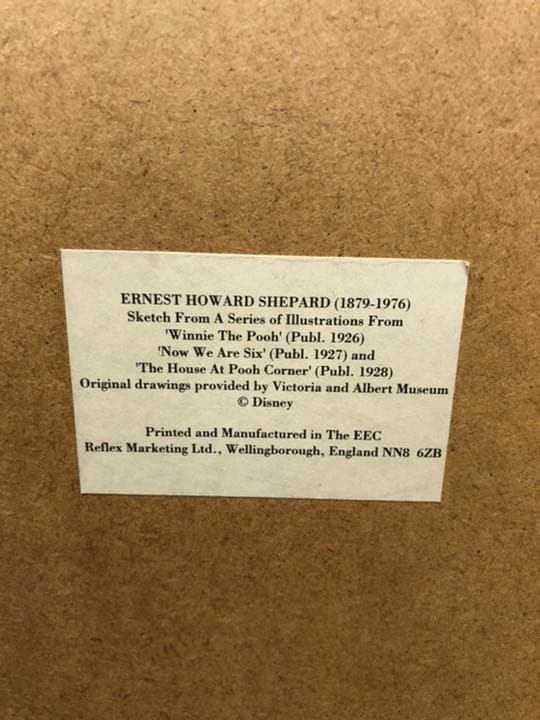 ERNEST HOWARD SHEPARD (1879-1976)
Sketch From A Series of Illustrations From
'Winnie The Pooh' (Publ. 1926)
'Now We Are Six' (Publ. 1927) and
'The House At Pooh Corner' (Publ. 1928)
Original drawings provided by Victoria and Albert Museum
© Disney
Printed and Manufactured in The EEC
Reflex Marketing Ltd., Wellingborough, England NN8 6ZB